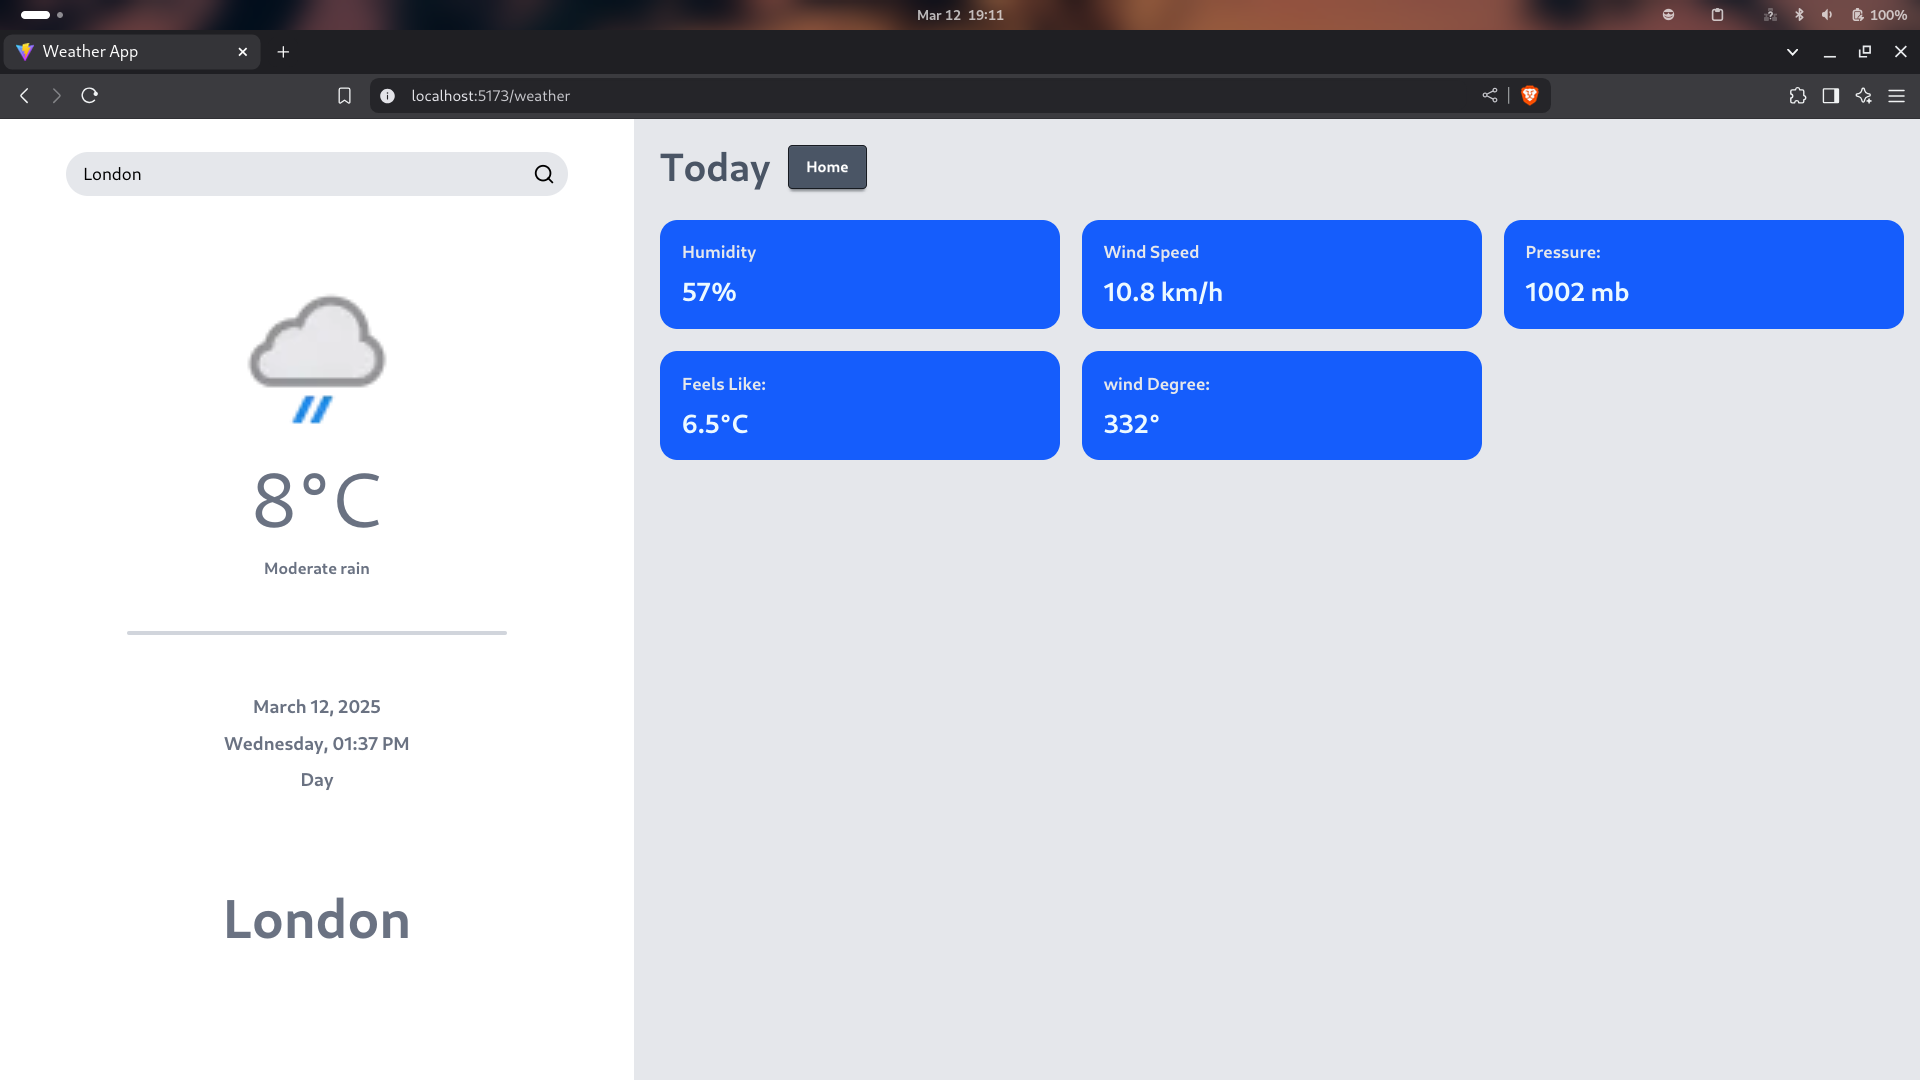 Mar 12 19:11
100%
Weather App
localhost:5173/weather
London
8°C
Moderate rain
March 12, 2025
Wednesday, 01:37 PM
Day
London
Today
Home
Humidity
57%
Wind Speed
10.8 km/h
Pressure:
1002 mb
Feels Like:
6.5°C
wind Degree:
332°